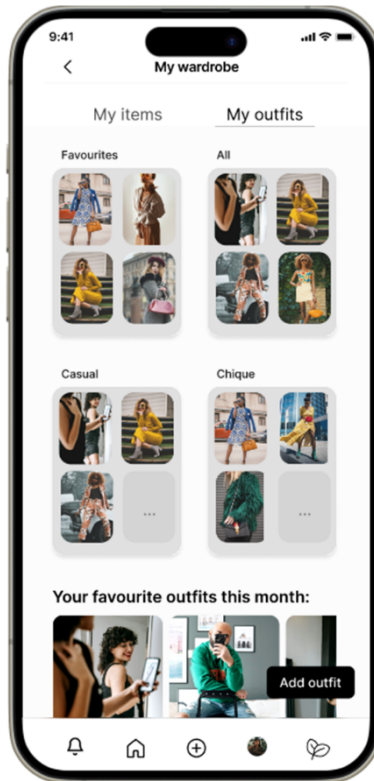 9:41
My wardrobe
My items
My outfits
Favourites
All
Casual
Chique
...
...
Your favourite outfits this month:
Add outfit